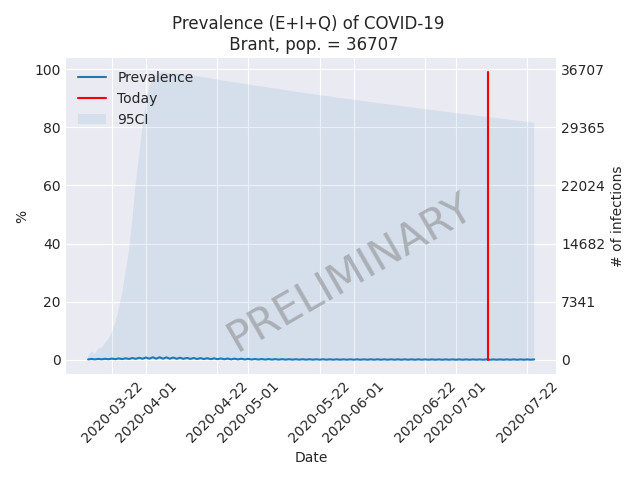 Prevalence (E+I+Q) of COVID-19
Brant, pop. = 36707
Prevalence
Today
95CI
100
80
60
40
20
0
%
36707
29365
22024
14682
7341
0
# of infections
PRELIMINARY
2020-03-22
2020-04-01
2020-04-22
2020-05-01
2020-05-22
2020-06-01
2020-06-22
2020-07-01
2020-07-22
Date